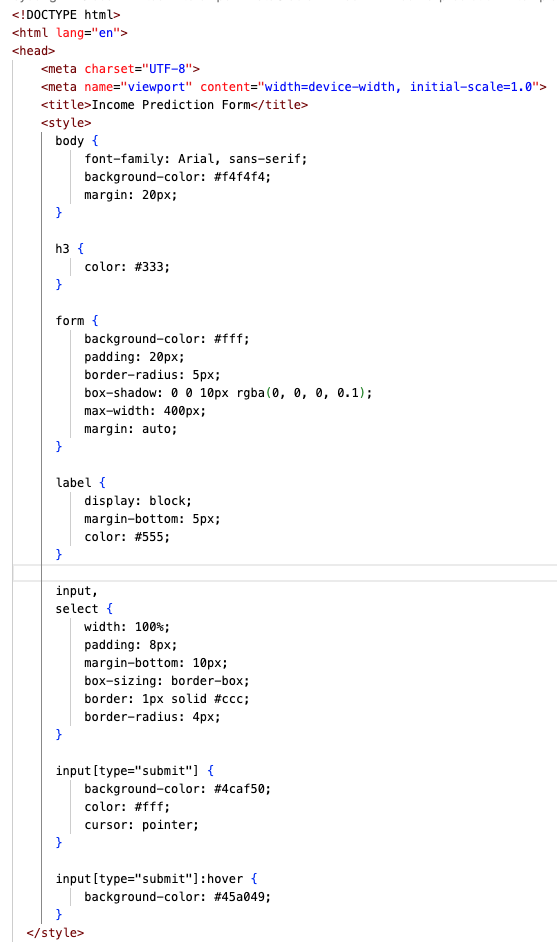 <!DOCTYPE html>
<html lang="en">
<head>
    <meta charset="UTF-8">
    <meta name="viewport" content="width=device-width, initial-scale=1.0">
    <title>Income Prediction Form</title>
    <style>
      body {
          font-family: Arial, sans-serif;
          background-color: #f4f4f4;
          margin: 20px;
      }

      h3 {
          color: #333;
      }

      form {
          background-color: #fff;
          padding: 20px;
          border-radius: 5px;
          box-shadow: 0 0 10px rgba(0, 0, 0, 0.1);
          max-width: 400px;
          margin: auto;
      }

      label {
          display: block;
          margin-bottom: 5px;
          color: #555;
      }

      input,
      select {
          width: 100%;
          padding: 8px;
          margin-bottom: 10px;
          box-sizing: border-box;
          border: 1px solid #ccc;
          border-radius: 4px;
      }

      input[type="submit"] {
          background-color: #4caf50;
          color: #fff;
          cursor: pointer;
      }

      input[type="submit"]:hover {
          background-color: #45a049;
      }
  </style>